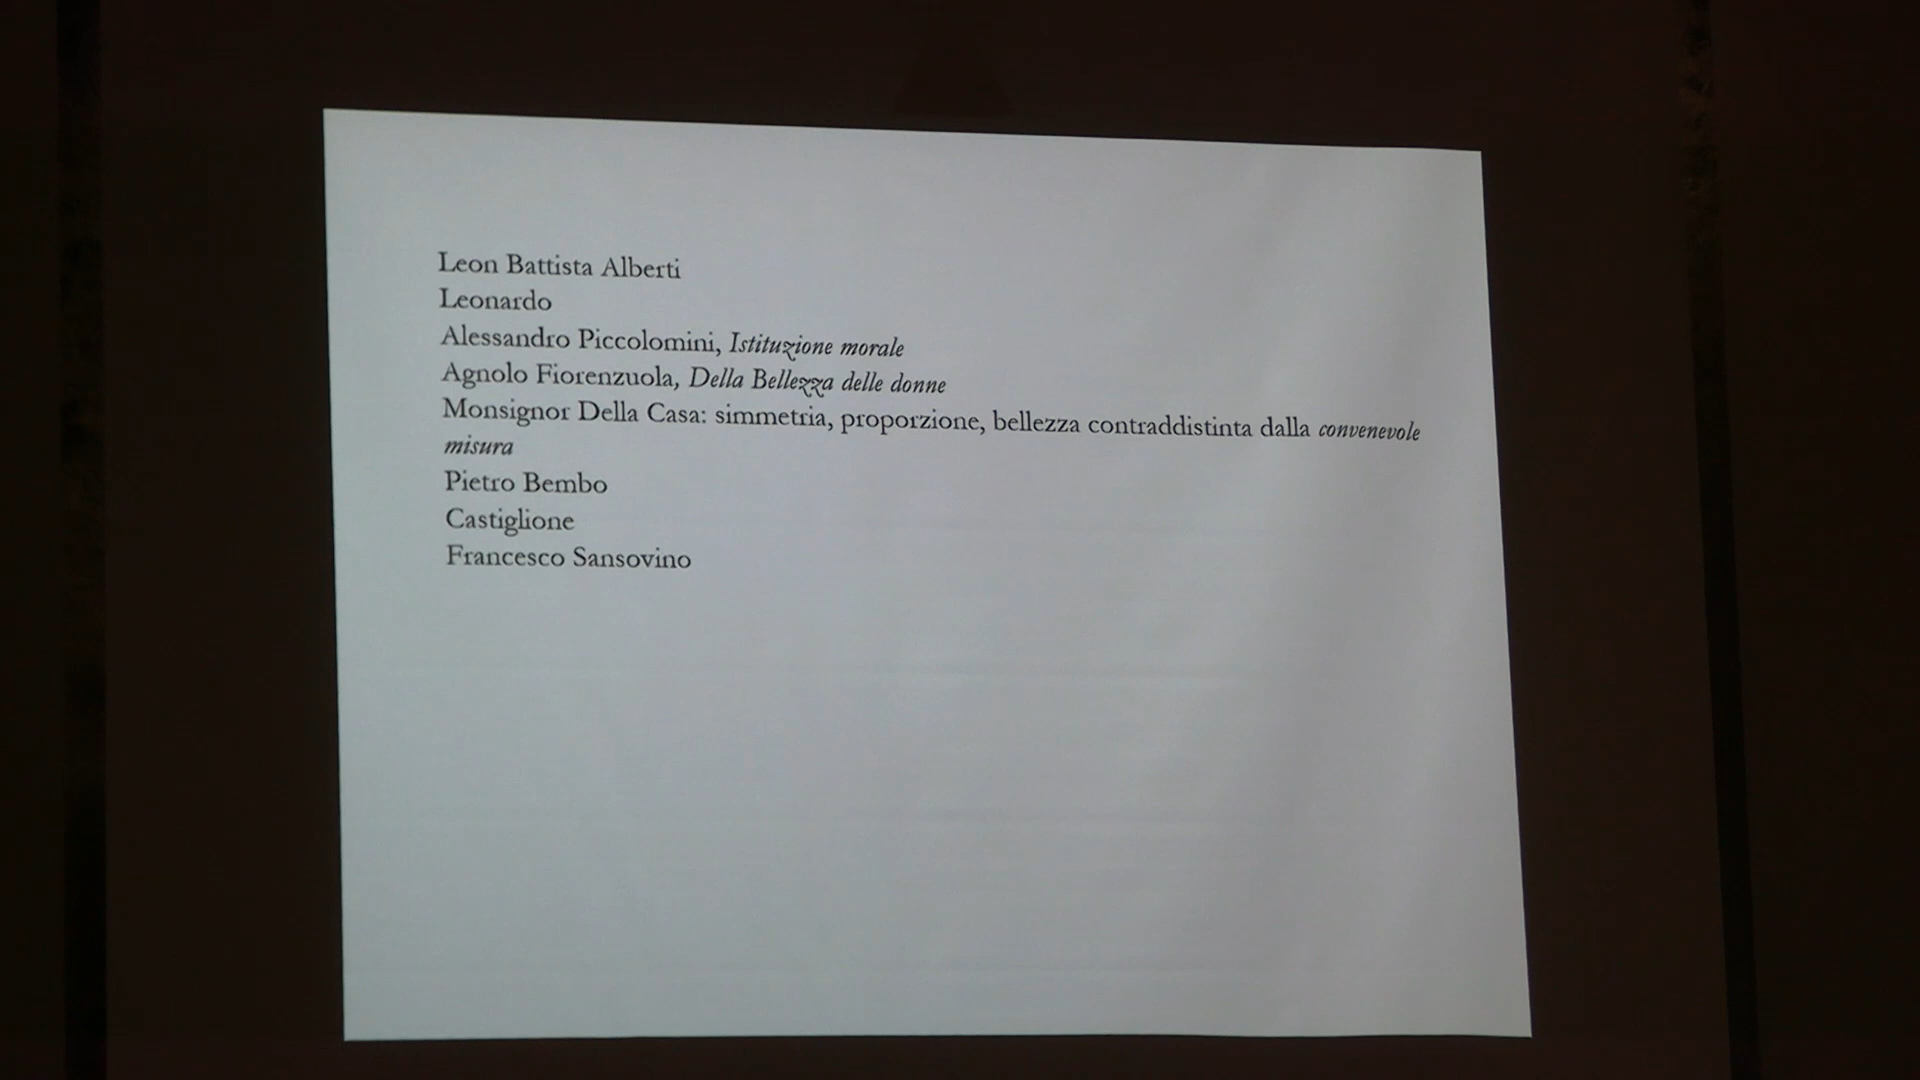 Leon Battista Alberti
Leonardo
Alessandro Piccolomini, Istituzione morale
Agnolo Fiorenzuola, Della Bellezza delle donne
Monsignor Della Casa: simmetria, proporzione, bellezza contraddistinta dalla convenevole
misura
Pietro Bembo
Castiglione
Francesco Sansovino